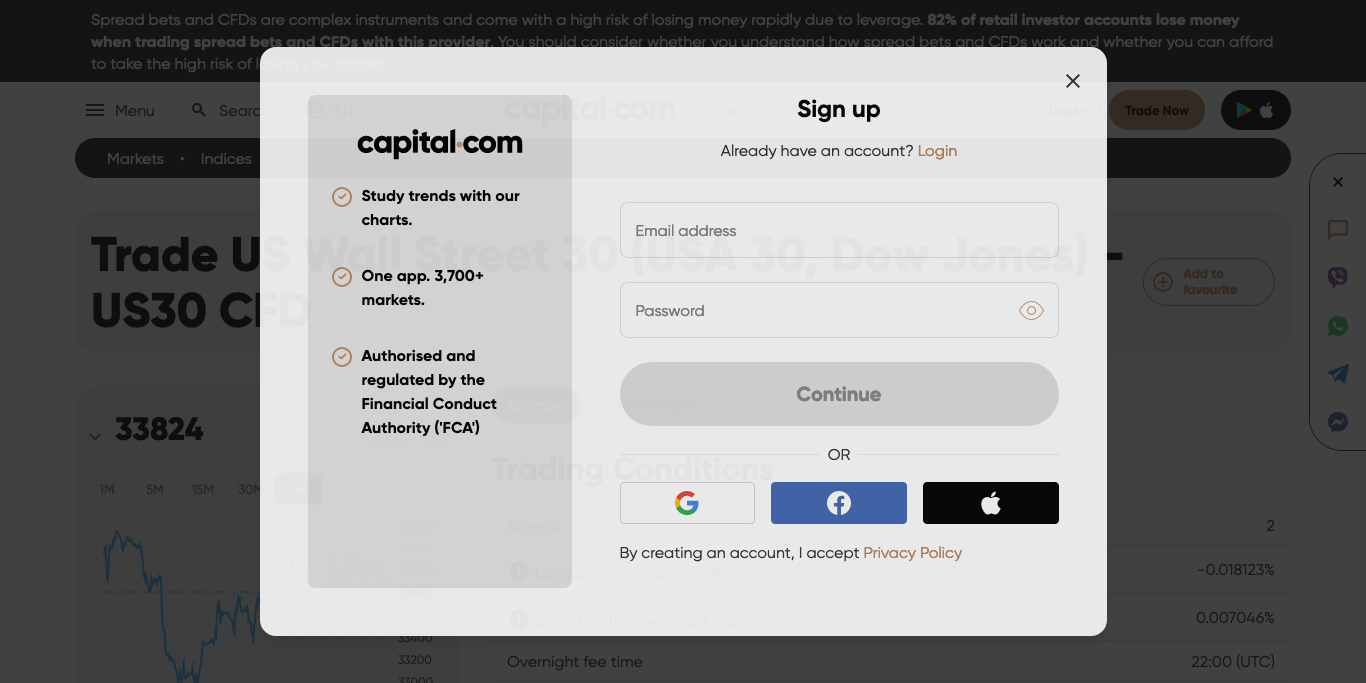 Spread bets and CFDs are complex instruments and come with a high risk of losing money rapidly due to leverage. 82% of retail investor accounts lose money
when trading spread bets and CFDs with this provider. You should consider whether you understand how spread bets and CFDs work and whether you can afford
to take the high risk of losing your money.
Menu
Search
EN
capital.com
Log In
Trade Now
Markets • Indices
Trade US Wall Street 30 (USA 30, Dow Jones) –
US30 CFD
Add to
favourite
33824
1M 5M 15M 30M
33400
33200
33000
Summary
Trading Conditions
Spread 2
Long position overnight fee -0.018123%
Short position overnight fee 0.007046%
Overnight fee time 22:00 (UTC)
capital.com
Study trends with our
charts.
One app. 3,700+
markets.
Authorised and
regulated by the
Financial Conduct
Authority ('FCA')
Sign up
Already have an account? Login
Email address
Password
Continue
OR
By creating an account, I accept Privacy Policy